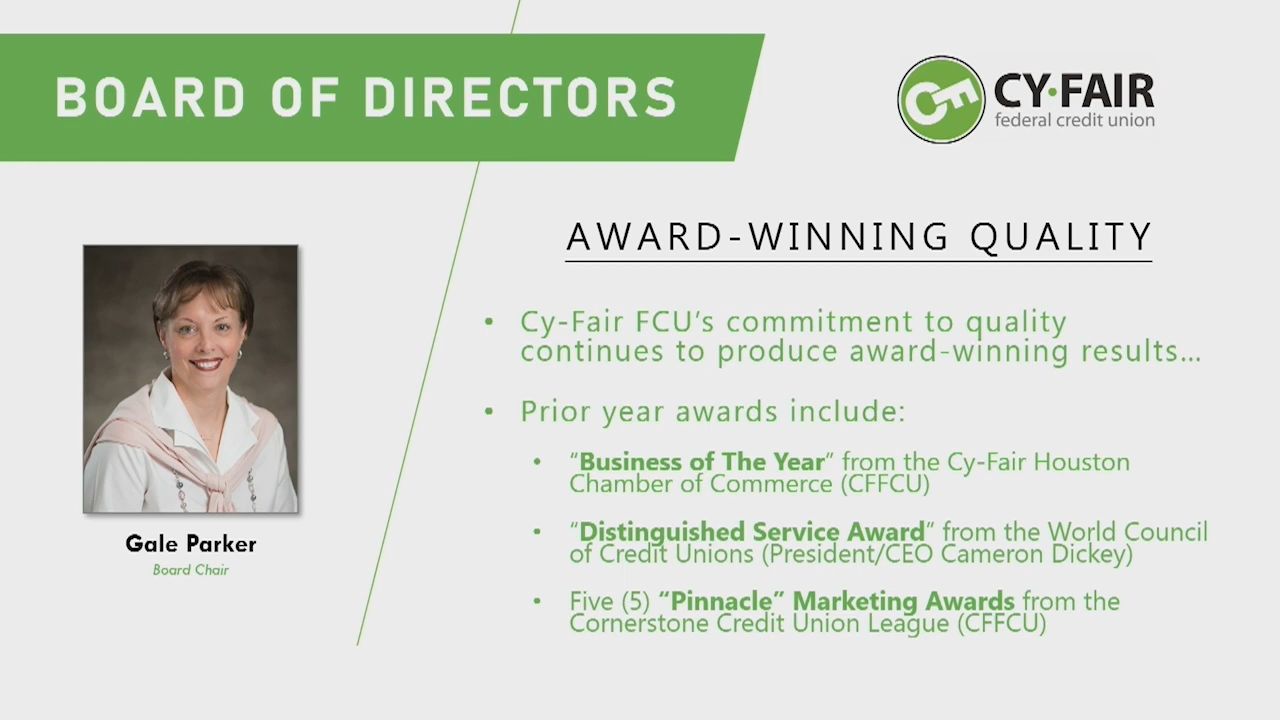 BOARD OF DIRECTORS
CY·FAIR
federal credit union
AWARD-WINNING QUALITY
• Cy-Fair FCU's commitment to quality
continues to produce award-winning results...
• Prior year awards include:
• "Business of The Year" from the Cy-Fair Houston
Chamber of Commerce (CFFCU)
• "Distinguished Service Award" from the World Council
of Credit Unions (President/CEO Cameron Dickey)
• Five (5) "Pinnacle" Marketing Awards from the
Cornerstone Credit Union League (CFFCU)
Gale Parker
Board Chair